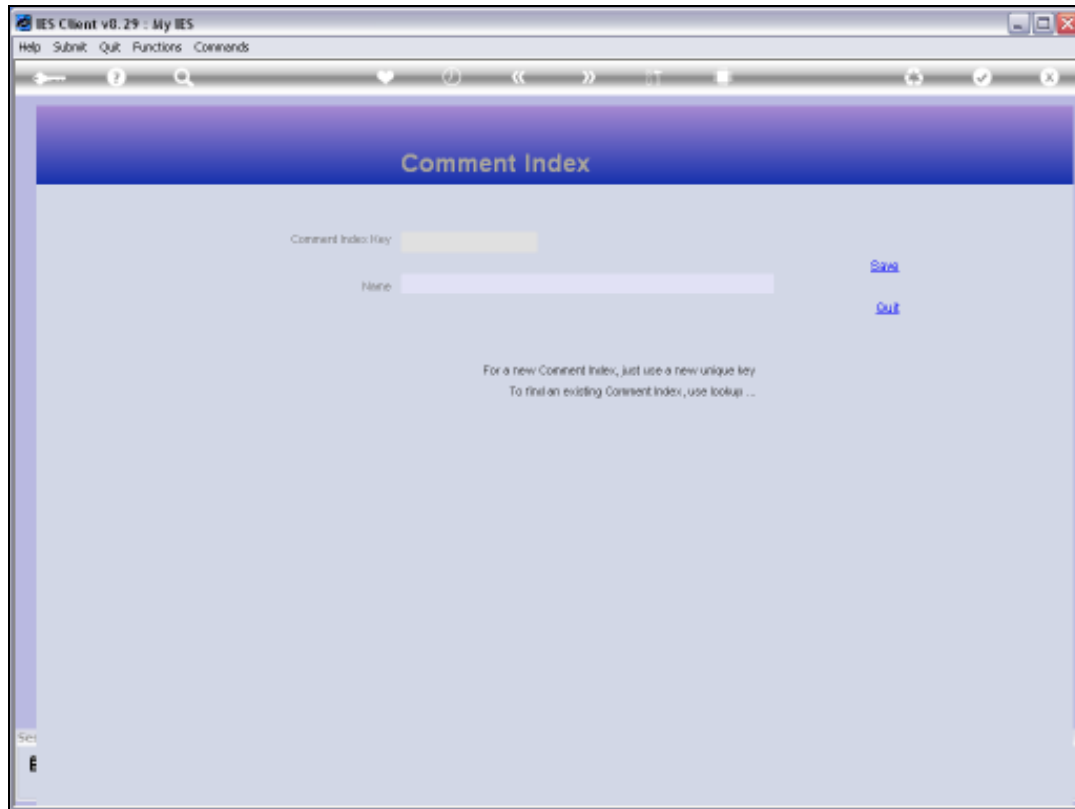 IES Client v8.29 : My IES
Help Submit Quit Functions Commands
Comment Index
Comment Index Key
Save
Name
Quit
For a new Comment Index, just use a new unique key
To find an existing Comment Index, use lookup ...